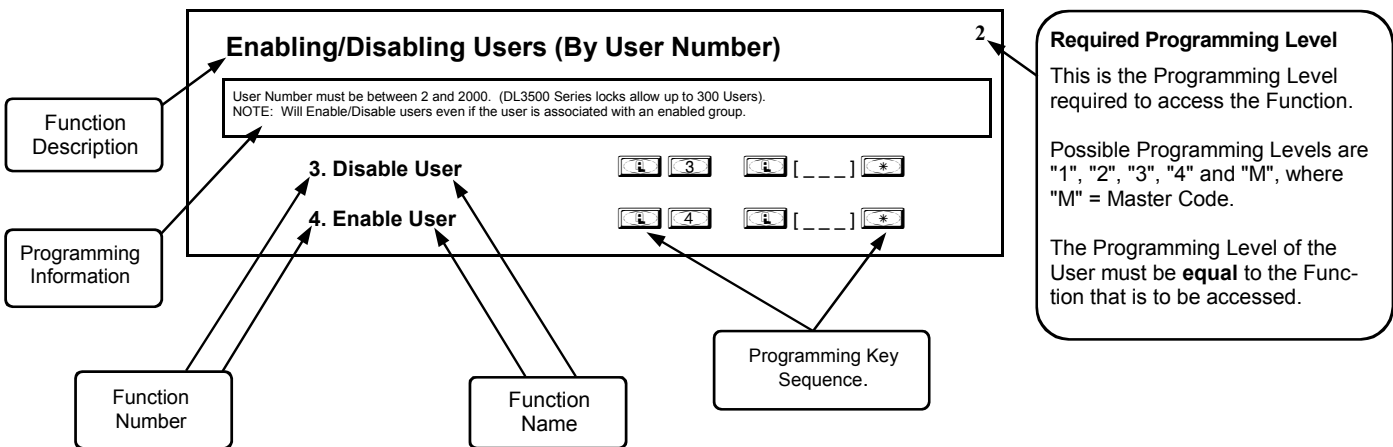 Enabling/Disabling Users (By User Number)
2
User Number must be between 2 and 2000. (DL3500 Series locks allow up to 300 Users).
NOTE: Will Enable/Disable users even if the user is associated with an enabled group.
3. Disable User
3 [ _ _ _ ] *
4. Enable User
4 [ _ _ _ ] *
Function
Description
Programming
Information
Function
Number
Function
Name
Programming Key
Sequence.
Required Programming Level
This is the Programming Level
required to access the Function.
Possible Programming Levels are
"1", "2", "3", "4" and "M", where
"M" = Master Code.
The Programming Level of the
User must be equal to the Func-
tion that is to be accessed.